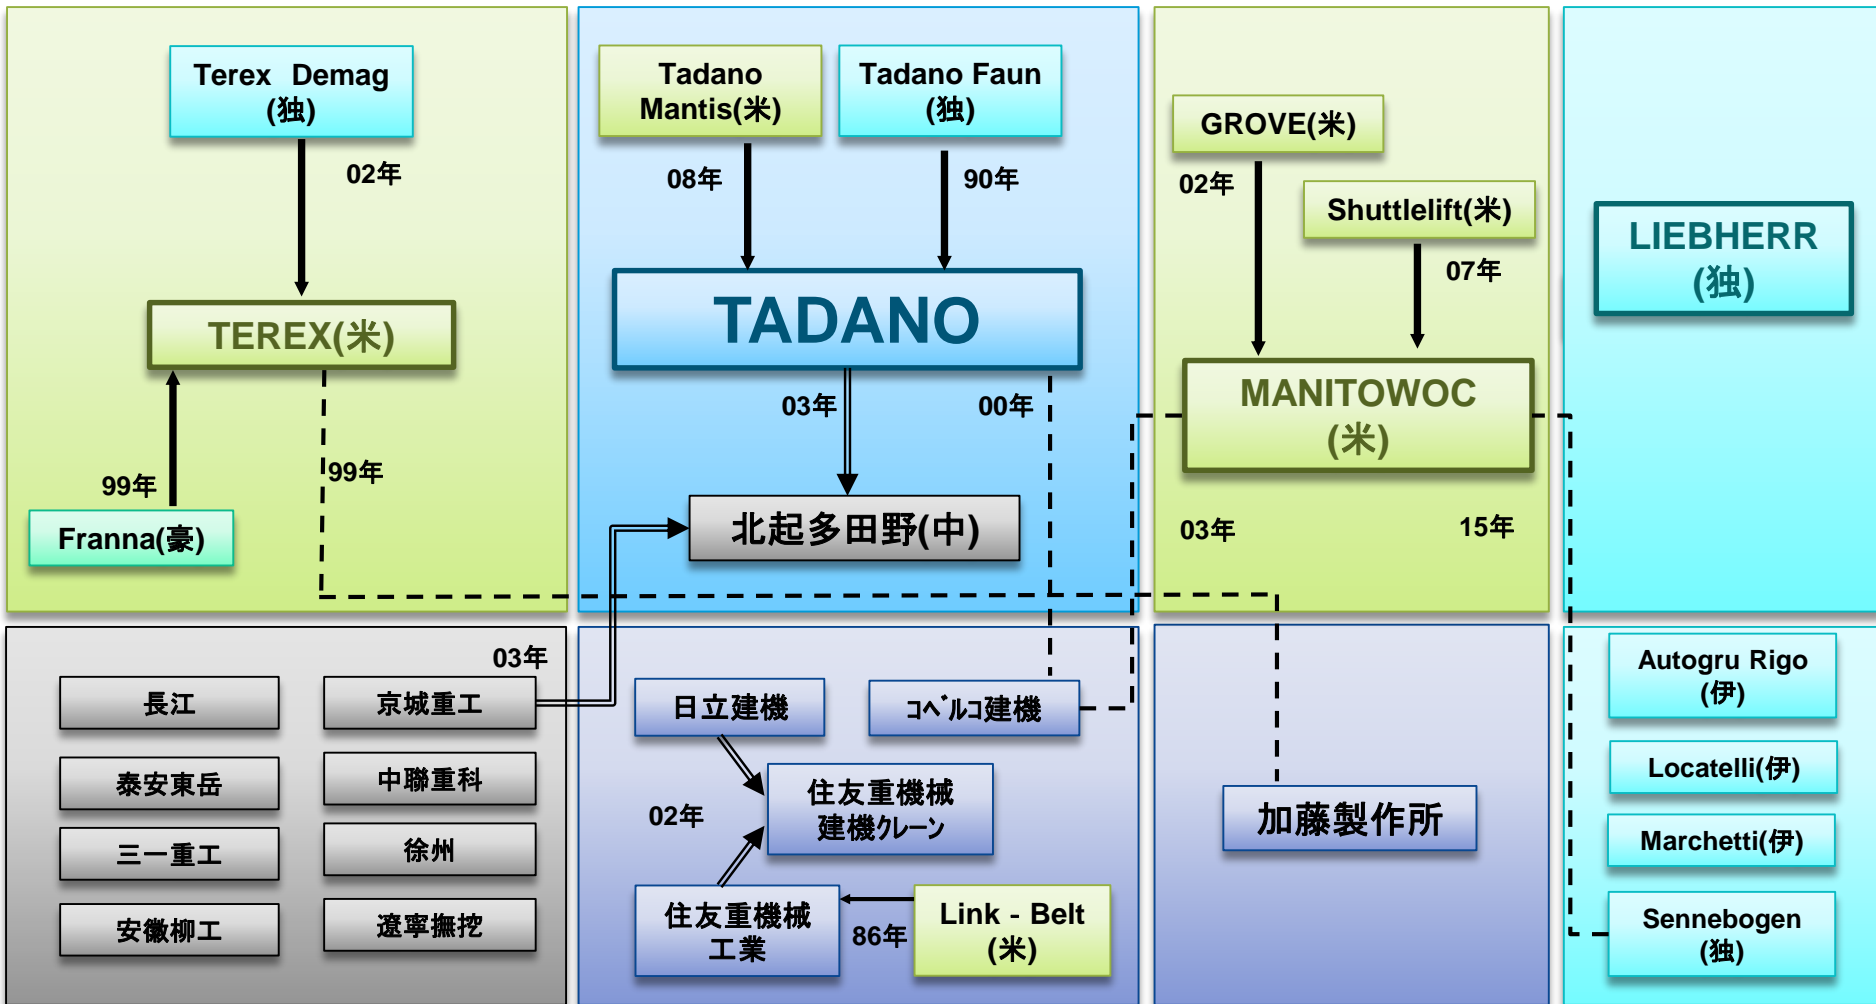 Terex Demag
(独)
02年
TEREX(米)
99年
99年
Franna(豪)
Tadano
Mantis(米)
Tadano Faun
(独)
08年
90年
TADANO
03年
00年
北起多田野(中)
GROVE(米)
02年
Shuttlelift(米)
07年
MANITOWOC
(米)
03年
15年
LIEBHERR
(独)
03年
長江
京城重工
泰安東岳
中聯重科
三一重工
徐州
安徽柳工
遼寧撫挖
日立建機
コベルコ建機
住友重機械
建機クレーン
02年
住友重機械
工業
86年
Link - Belt
(米)
加藤製作所
Autogru Rigo
(伊)
Locatelli(伊)
Marchetti(伊)
Sennebogen
(独)